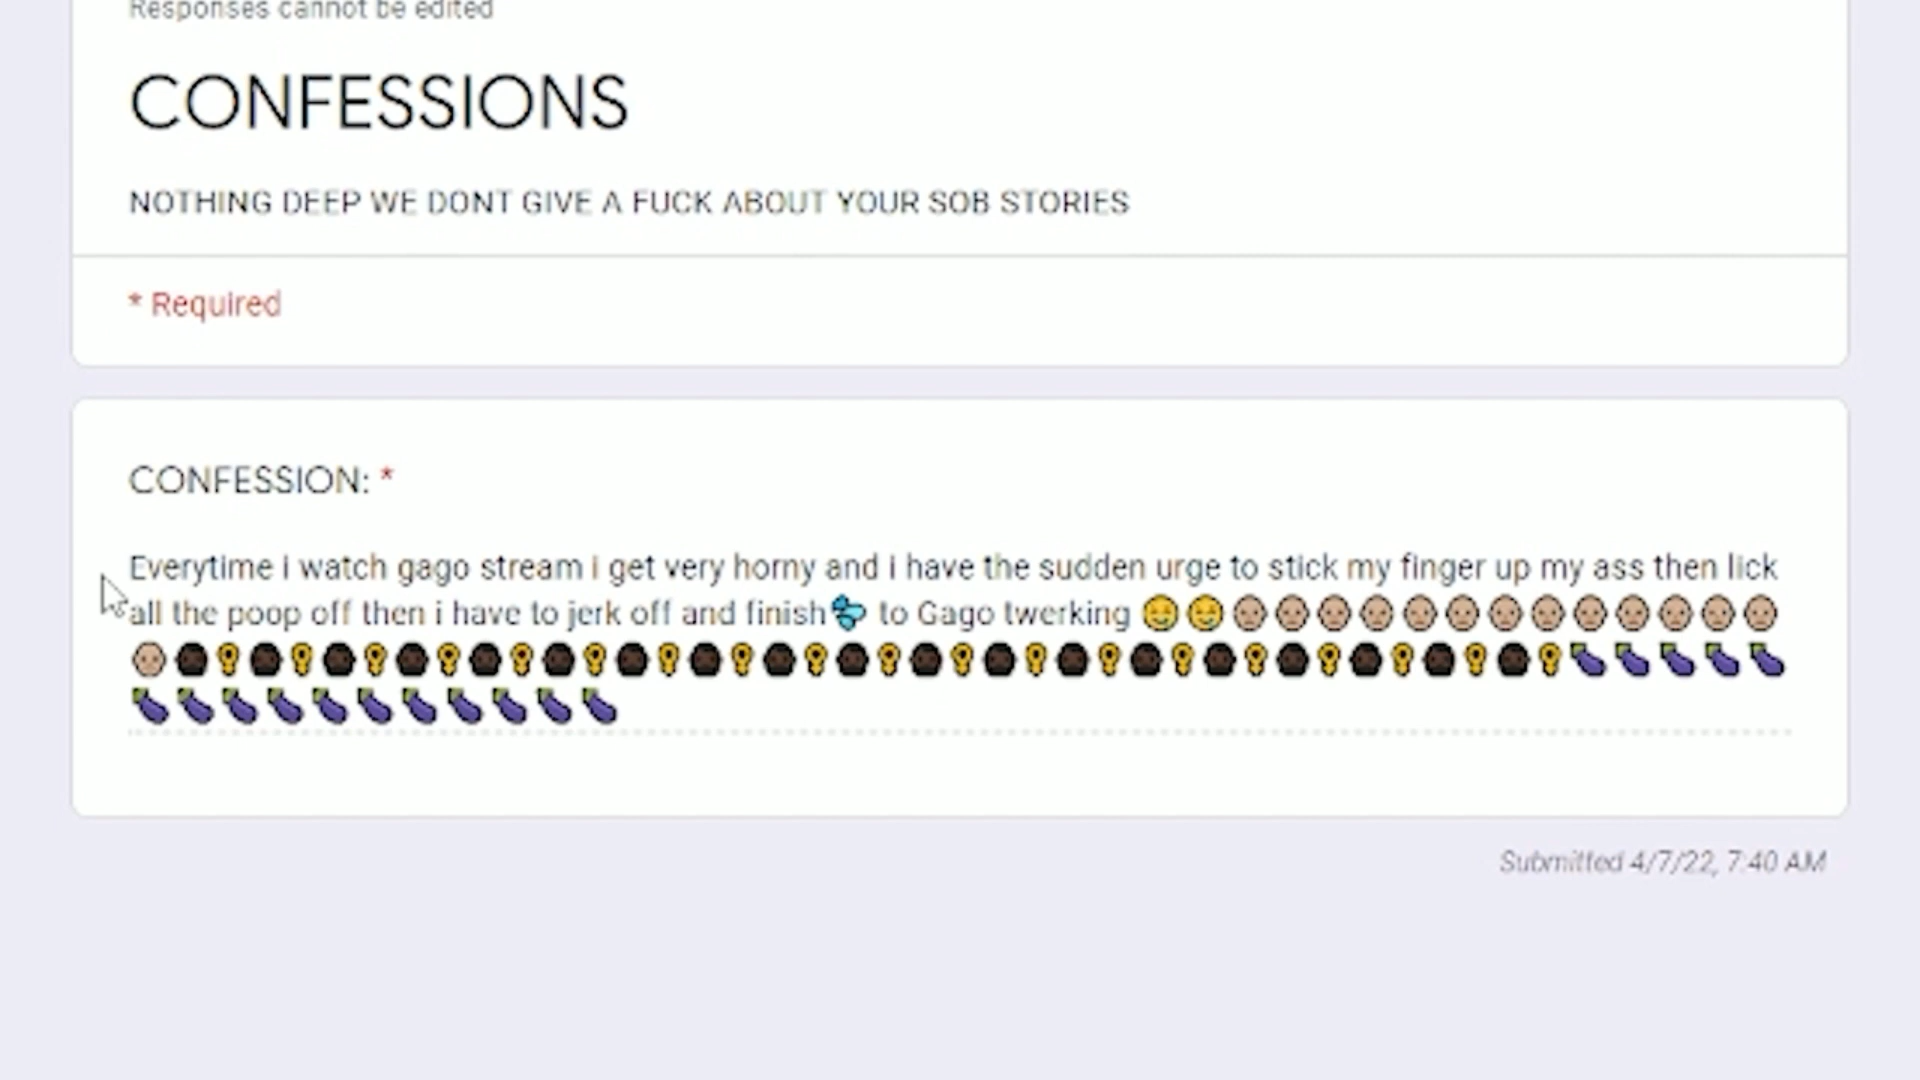 Responses cannot be edited
CONFESSIONS
NOTHING DEEP WE DONT GIVE A FUCK ABOUT YOUR SOB STORIES
* Required
CONFESSION: *
Everytime i watch gago stream i get very horny and i have the sudden urge to stick my finger up my ass then lick
all the poop off then i have to jerk off and finish to Gago twerking
Submitted 4/7/22, 7:40 AM